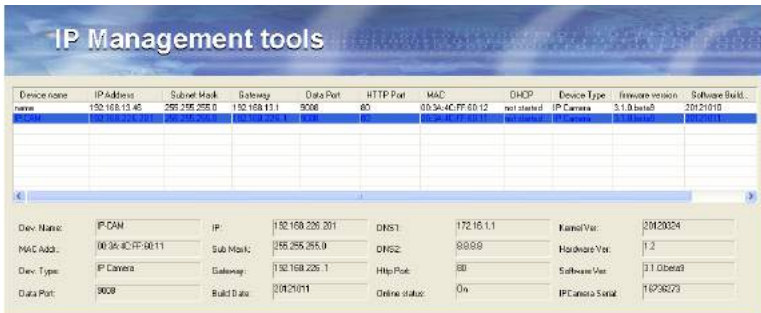 IP Management tools
Device name IP Address Subnet Mask Gateway Data Port HTTP Port MAC DHCP Device Type firmware version Software Build..
name 192.168.13.46 255.255.255.0 192.168.13.1 9008 80 00:3A:4C:FF:60:12 not started IP Camera 3.1.0.beta9 20121010
IP-CAM 192.168.226.201 255.255.255.0 192.168.226.1 9008 80 00:3A:4C:FF:60:11 not started IP Camera 3.1.0.beta9 20121011
Dev. Name: IP-CAM IP: 192.168.226.201 DNS1: 172.16.1.1 Kernel Ver: 20120324
MAC Addr.: 00:3A:4C:FF:60:11 Sub Mask: 255.255.255.0 DNS2: 8.8.8.8 Hardware Ver: 1.2
Dev. Type: IP Camera Gateway: 192.168.226.1 Http Port: 80 Software Ver: 3.1.0.beta9
Data Port: 9008 Build Date: 20121011 Online status: On IPCamera Serial: 16736273